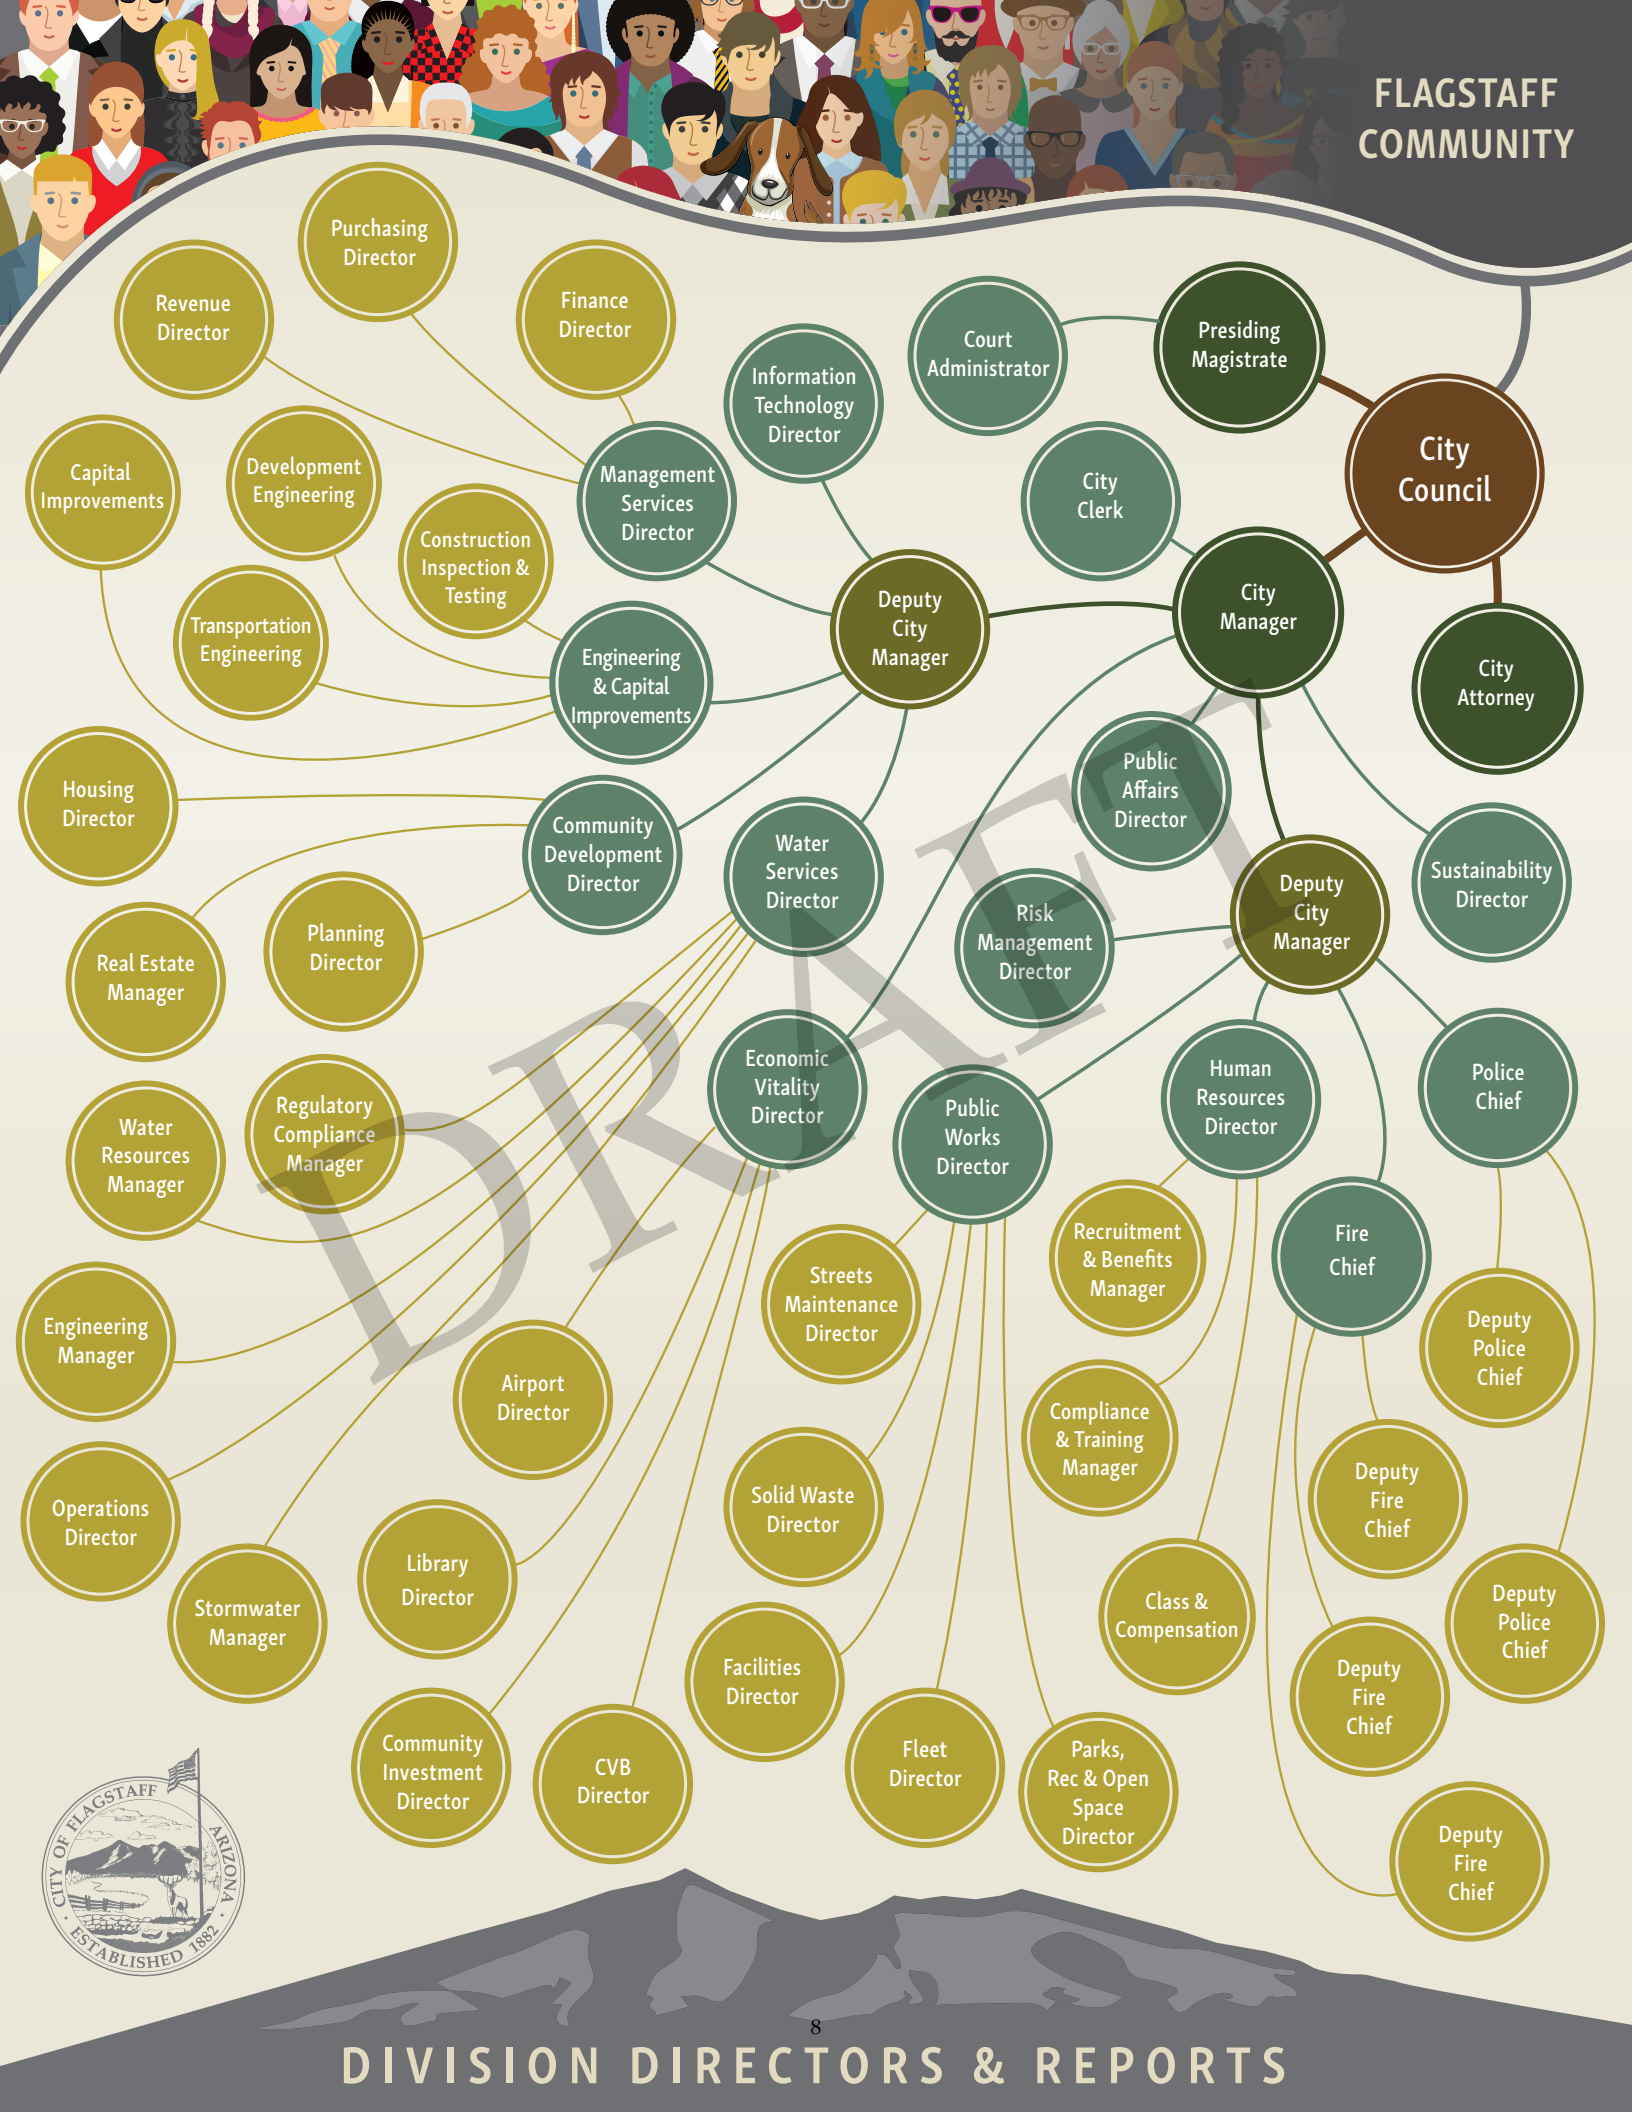 FLAGSTAFF
COMMUNITY
Purchasing
Director
Revenue
Director
Finance
Director
Information
Technology
Director
Court
Administrator
Presiding
Magistrate
City
Council
Capital
Improvements
Development
Engineering
Construction
Inspection &
Testing
Management
Services
Director
City
Clerk
Transportation
Engineering
Engineering
& Capital
Improvements
Deputy
City
Manager
City
Manager
City
Attorney
Housing
Director
Community
Development
Director
Water
Services
Director
Public
Affairs
Director
Sustainability
Director
Real Estate
Manager
Planning
Director
Risk
Management
Director
Deputy
City
Manager
Water
Resources
Manager
Regulatory
Compliance
Manager
Economic
Vitality
Director
Public
Works
Director
Human
Resources
Director
Police
Chief
Engineering
Manager
Airport
Director
Streets
Maintenance
Director
Recruitment
& Benefits
Manager
Fire
Chief
Deputy
Police
Chief
Operations
Director
Stormwater
Manager
Library
Director
Solid Waste
Director
Compliance
& Training
Manager
Deputy
Fire
Chief
Class &
Compensation
Deputy
Police
Chief
Community
Investment
Director
CVB
Director
Facilities
Director
Fleet
Director
Parks,
Rec & Open
Space
Director
Deputy
Fire
Chief
Deputy
Fire
Chief
DRAFT
CITY OF FLAGSTAFF ARIZONA
· ESTABLISHED 1882 ·
8
DIVISION DIRECTORS & REPORTS